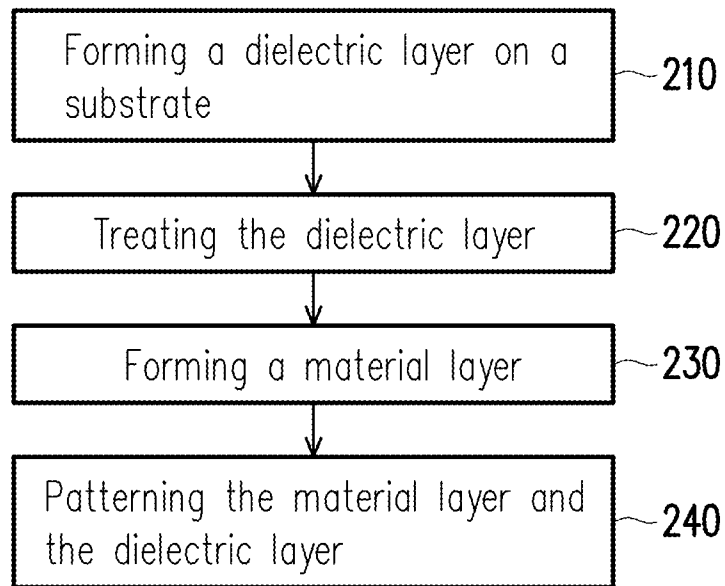 Forming a dielectric layer on a
substrate
210
Treating the dielectric layer
220
Forming a material layer
230
Patterning the material layer and
the dielectric layer
240